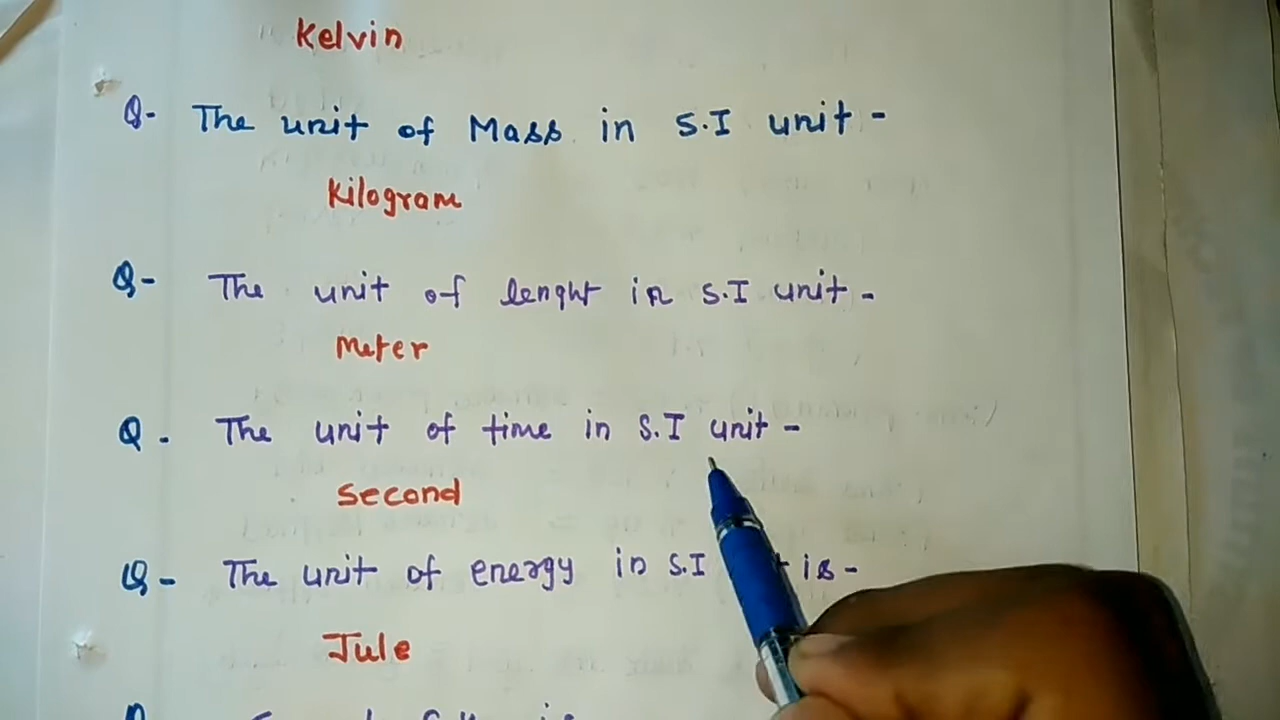 Kelvin
Q- The unit of Mass in S.I unit-
Kilogram
Q- The unit of lenght in S.I unit-
Meter
Q. The unit of time in S.I unit-
Second
Q- The unit of energy in S.I is-
Jule